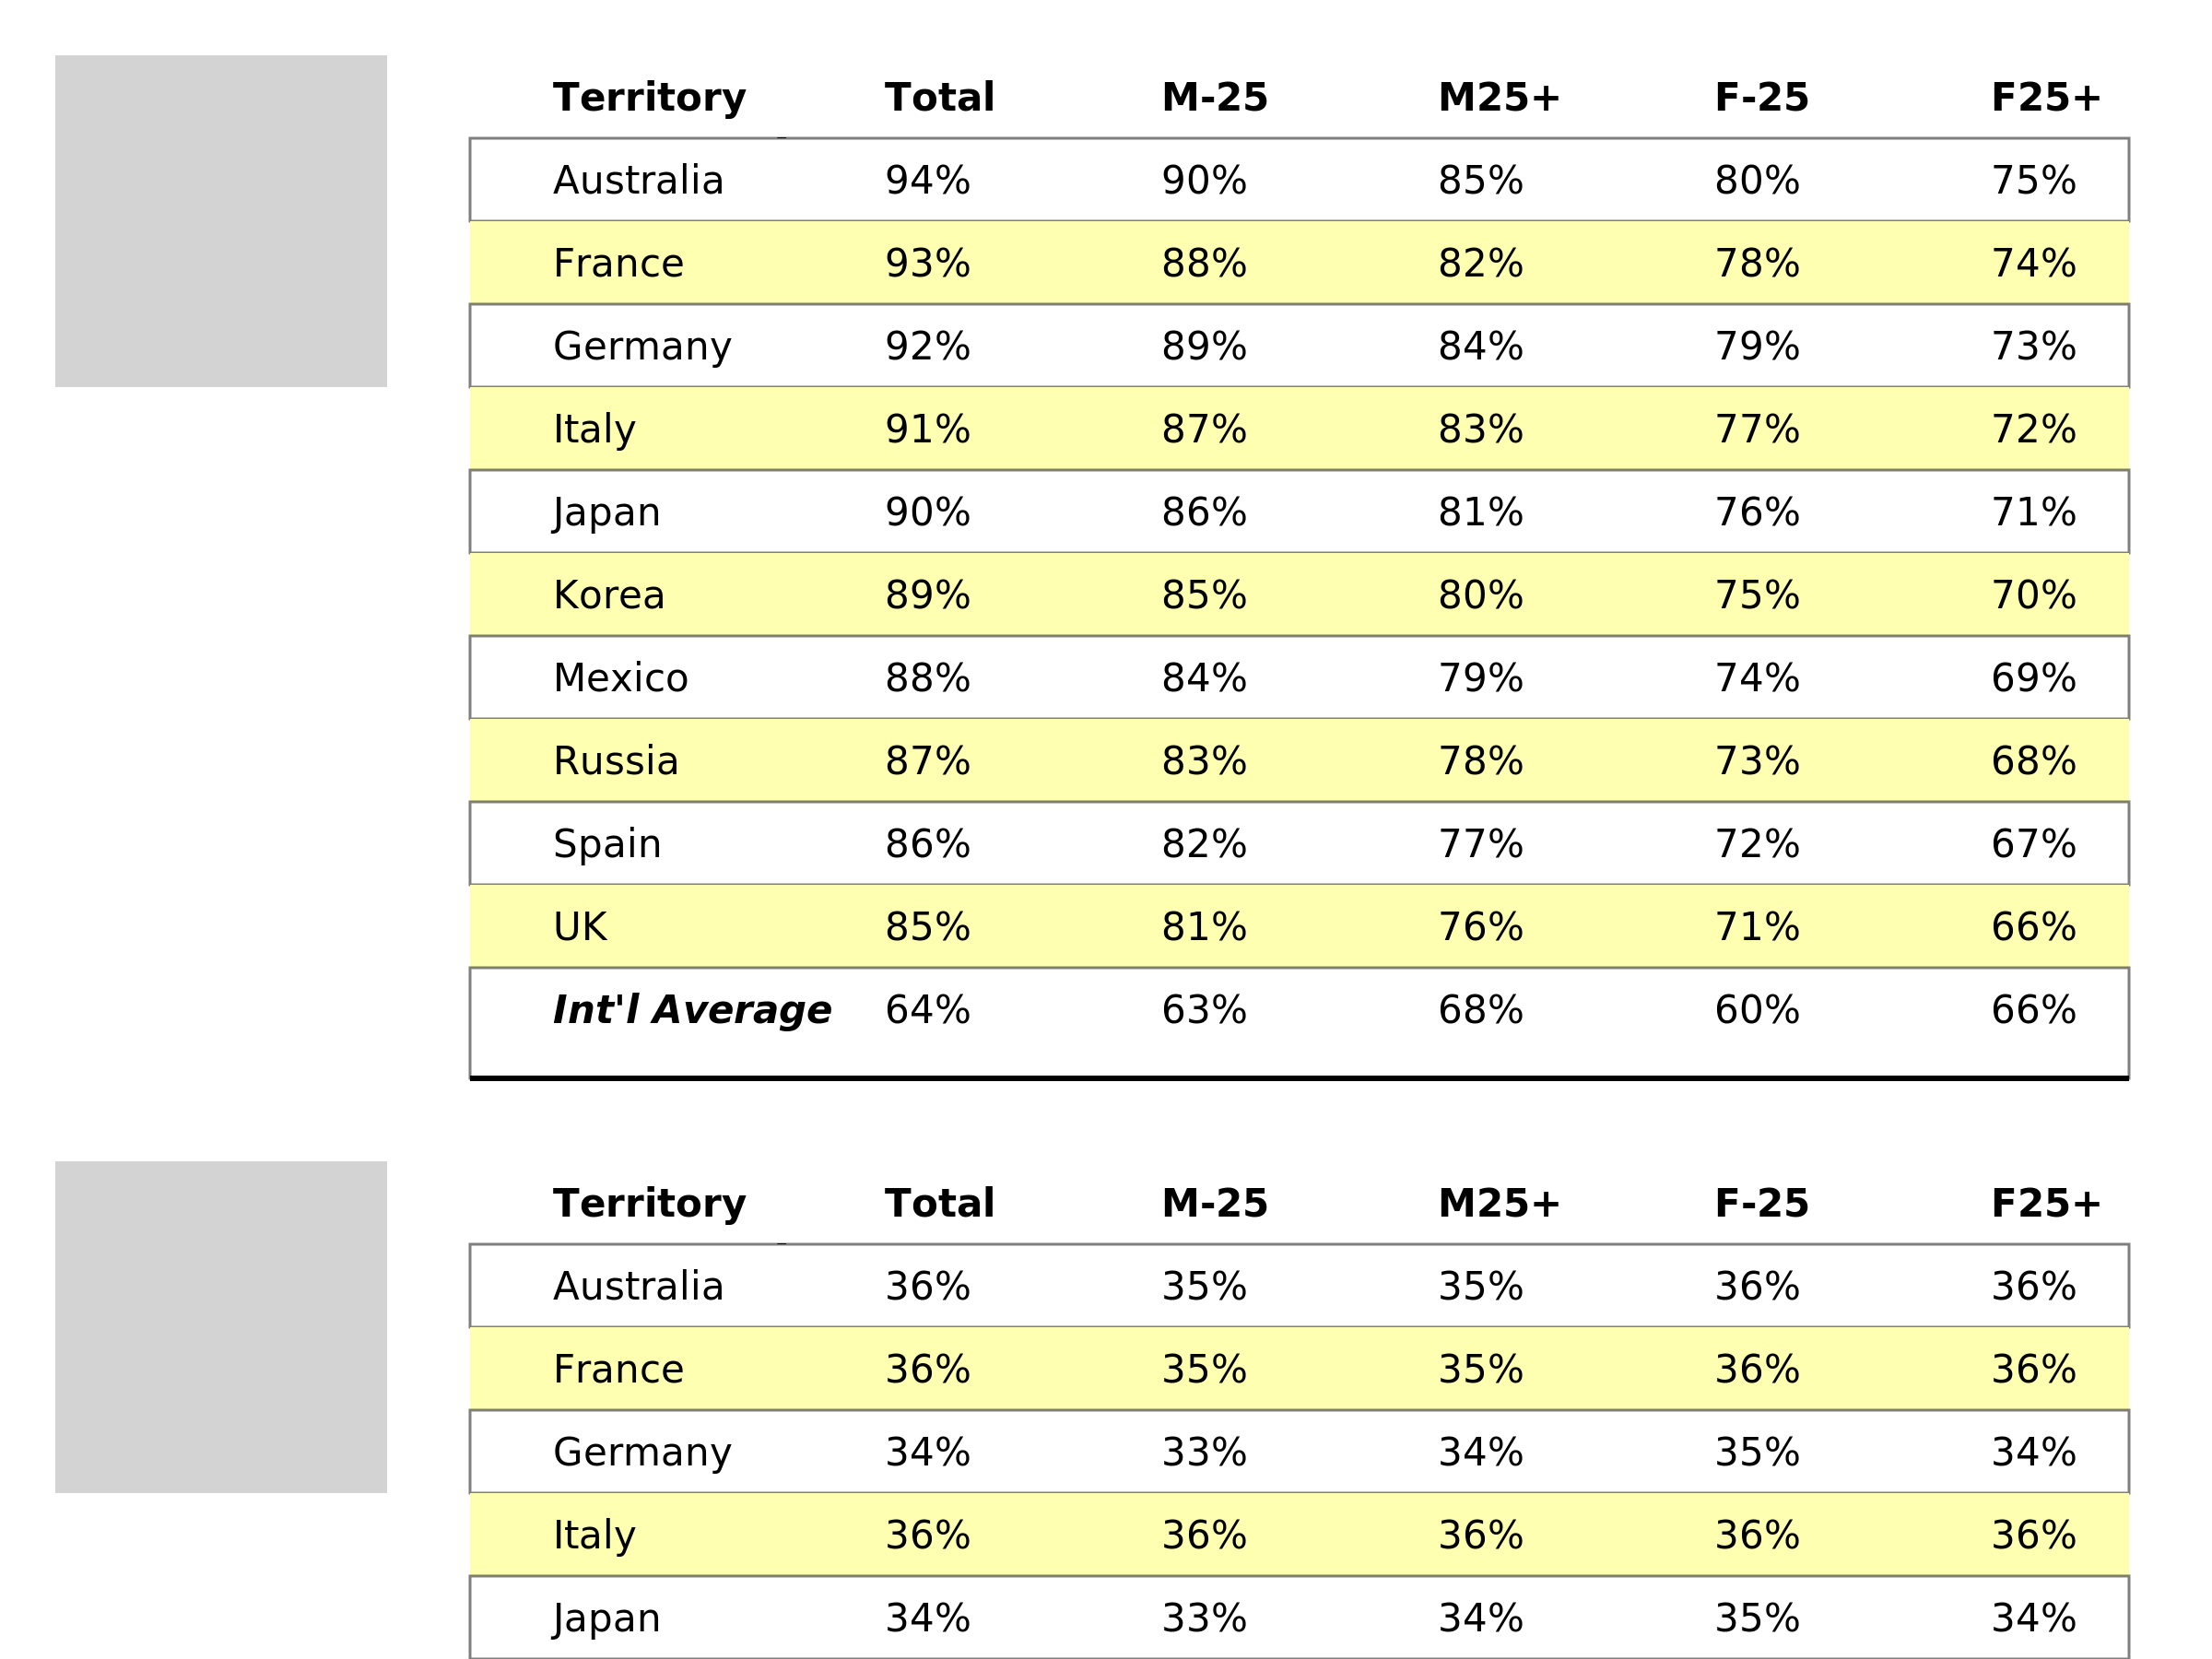 Territory Total M-25 M25+ F-25 F25+
Australia 94% 90% 85% 80% 75%
France 93% 88% 82% 78% 74%
Germany 92% 89% 84% 79% 73%
Italy 91% 87% 83% 77% 72%
Japan 90% 86% 81% 76% 71%
Korea 89% 85% 80% 75% 70%
Mexico 88% 84% 79% 74% 69%
Russia 87% 83% 78% 73% 68%
Spain 86% 82% 77% 72% 67%
UK 85% 81% 76% 71% 66%
Int'l Average 64% 63% 68% 60% 66%
Territory Total M-25 M25+ F-25 F25+
Australia 36% 35% 35% 36% 36%
France 36% 35% 35% 36% 36%
Germany 34% 33% 34% 35% 34%
Italy 36% 36% 36% 36% 36%
Japan 34% 33% 34% 35% 34%